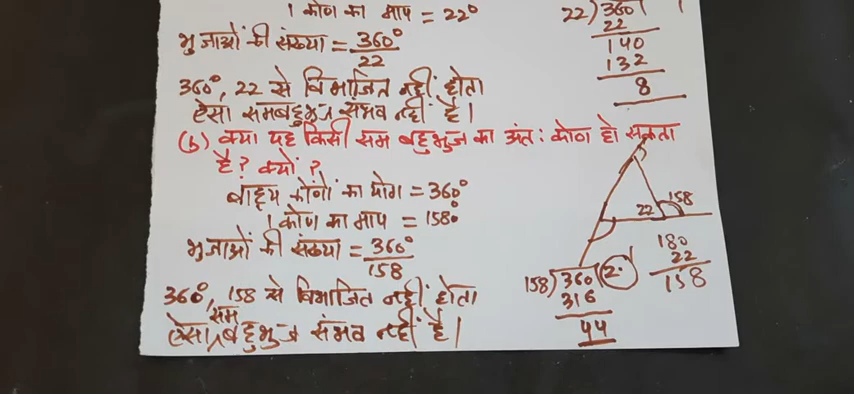 1 कोण का माप = 22°
भुजाओं की संख्या = 360°/22
360°, 22 से विभाजित नहीं होता
ऐसा समबहुभुज संभव नहीं है।
(b) क्या यह किसी सम बहुभुज का अंतः कोण हो सकता
है? क्यों?
बाह्य कोणों का योग = 360°
1 कोण का माप = 158°
भुजाओं की संख्या = 360°/158
360°, 158 से विभाजित नहीं होता
ऐसा सम बहुभुज संभव नहीं है।
22) 360
22
140
132
8
22 158
180
22
158
158) 360 (2.
316
44